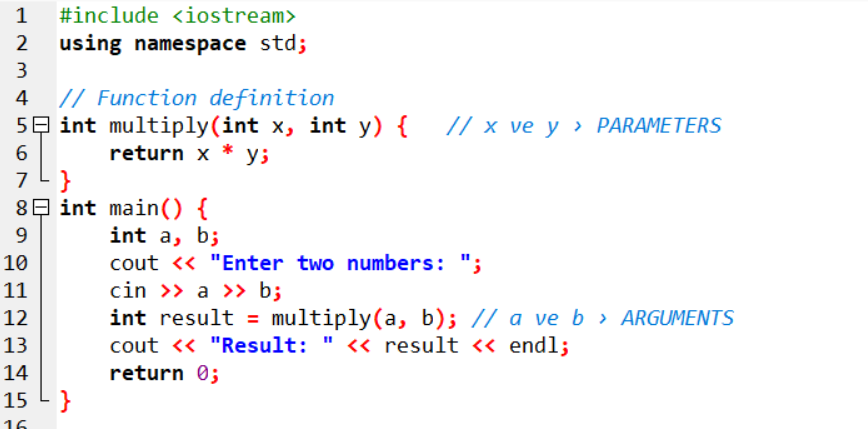 1 #include <iostream>
2 using namespace std;
3
4 // Function definition
5 int multiply(int x, int y) {   // x ve y › PARAMETERS
6     return x * y;
7 }
8 int main() {
9     int a, b;
10     cout << "Enter two numbers: ";
11     cin >> a >> b;
12     int result = multiply(a, b); // a ve b › ARGUMENTS
13     cout << "Result: " << result << endl;
14     return 0;
15 }
16